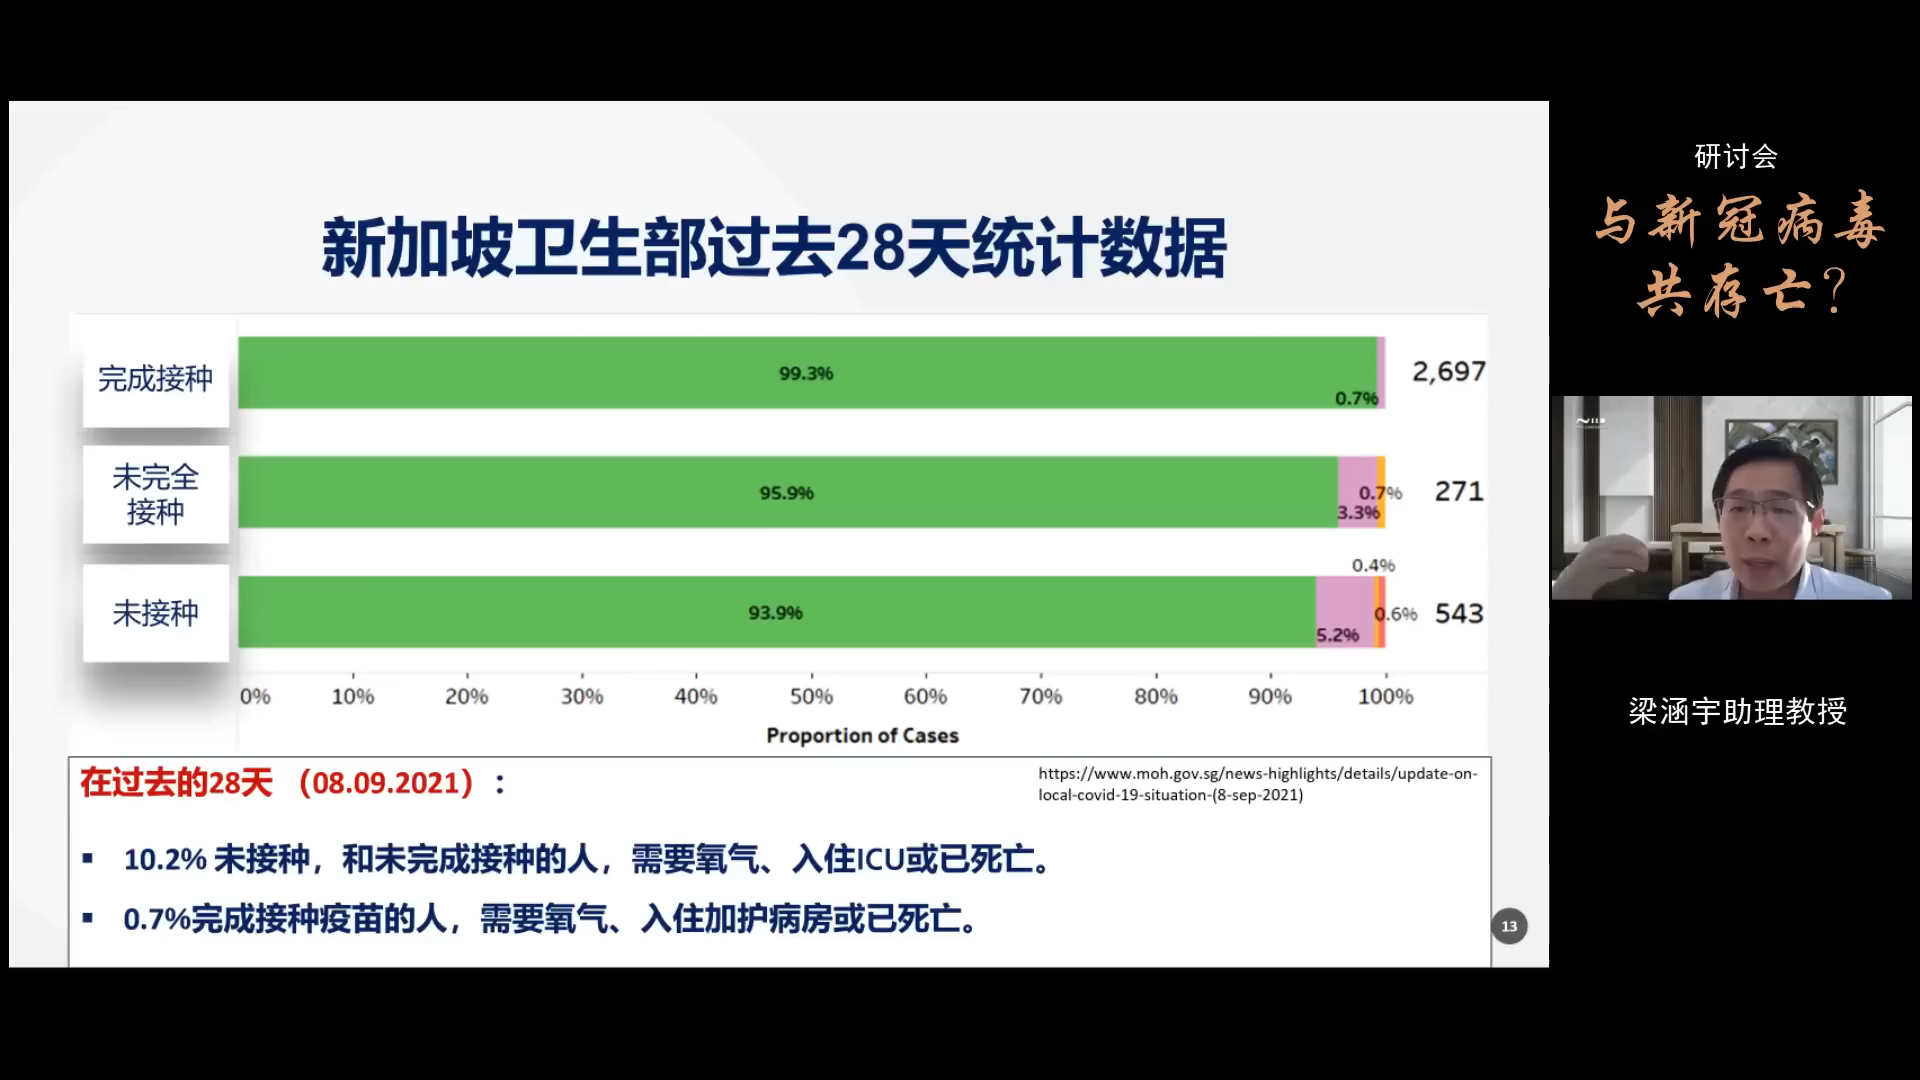 研讨会
与新冠病毒
共存亡?
新加坡卫生部过去28天统计数据
完成接种
99.3%
0.7%
2,697
未完全
接种
95.9%
0.7%
3.3%
271
0.4%
未接种
93.9%
0.6%
5.2%
543
0% 10% 20% 30% 40% 50% 60% 70% 80% 90% 100%
Proportion of Cases
在过去的28天 (08.09.2021) :
https://www.moh.gov.sg/news-highlights/details/update-on-
local-covid-19-situation-(8-sep-2021)
▪ 10.2% 未接种，和未完成接种的人，需要氧气、入住ICU或已死亡。
▪ 0.7%完成接种疫苗的人，需要氧气、入住加护病房或已死亡。
13
梁涵宇助理教授